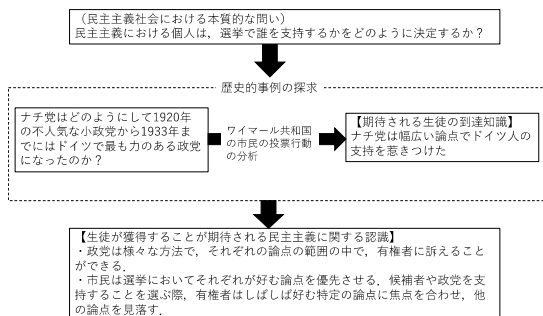 （民主主義社会における本質的な問い）
民主主義における個人は，選挙で誰を支持するかをどのように決定するか？
歴史的事例の探求
ナチ党はどのようにして1920年
の不人気な小政党から1933年ま
でにはドイツで最も力のある政党
になったのか？
ワイマール共和国
の市民の投票行動
の分析
【期待される生徒の到達知識】
ナチ党は幅広い論点でドイツ人の
支持を惹きつけた
【生徒が獲得することが期待される民主主義に関する認識】
・政党は様々な方法で，それぞれの論点の範囲の中で，有権者に訴えること
ができる．
・市民は選挙においてそれぞれが好む論点を優先させる．候補者や政党を支
持することを選ぶ際，有権者はしばしば好む特定の論点に焦点を合わせ，他
の論点を見落す．